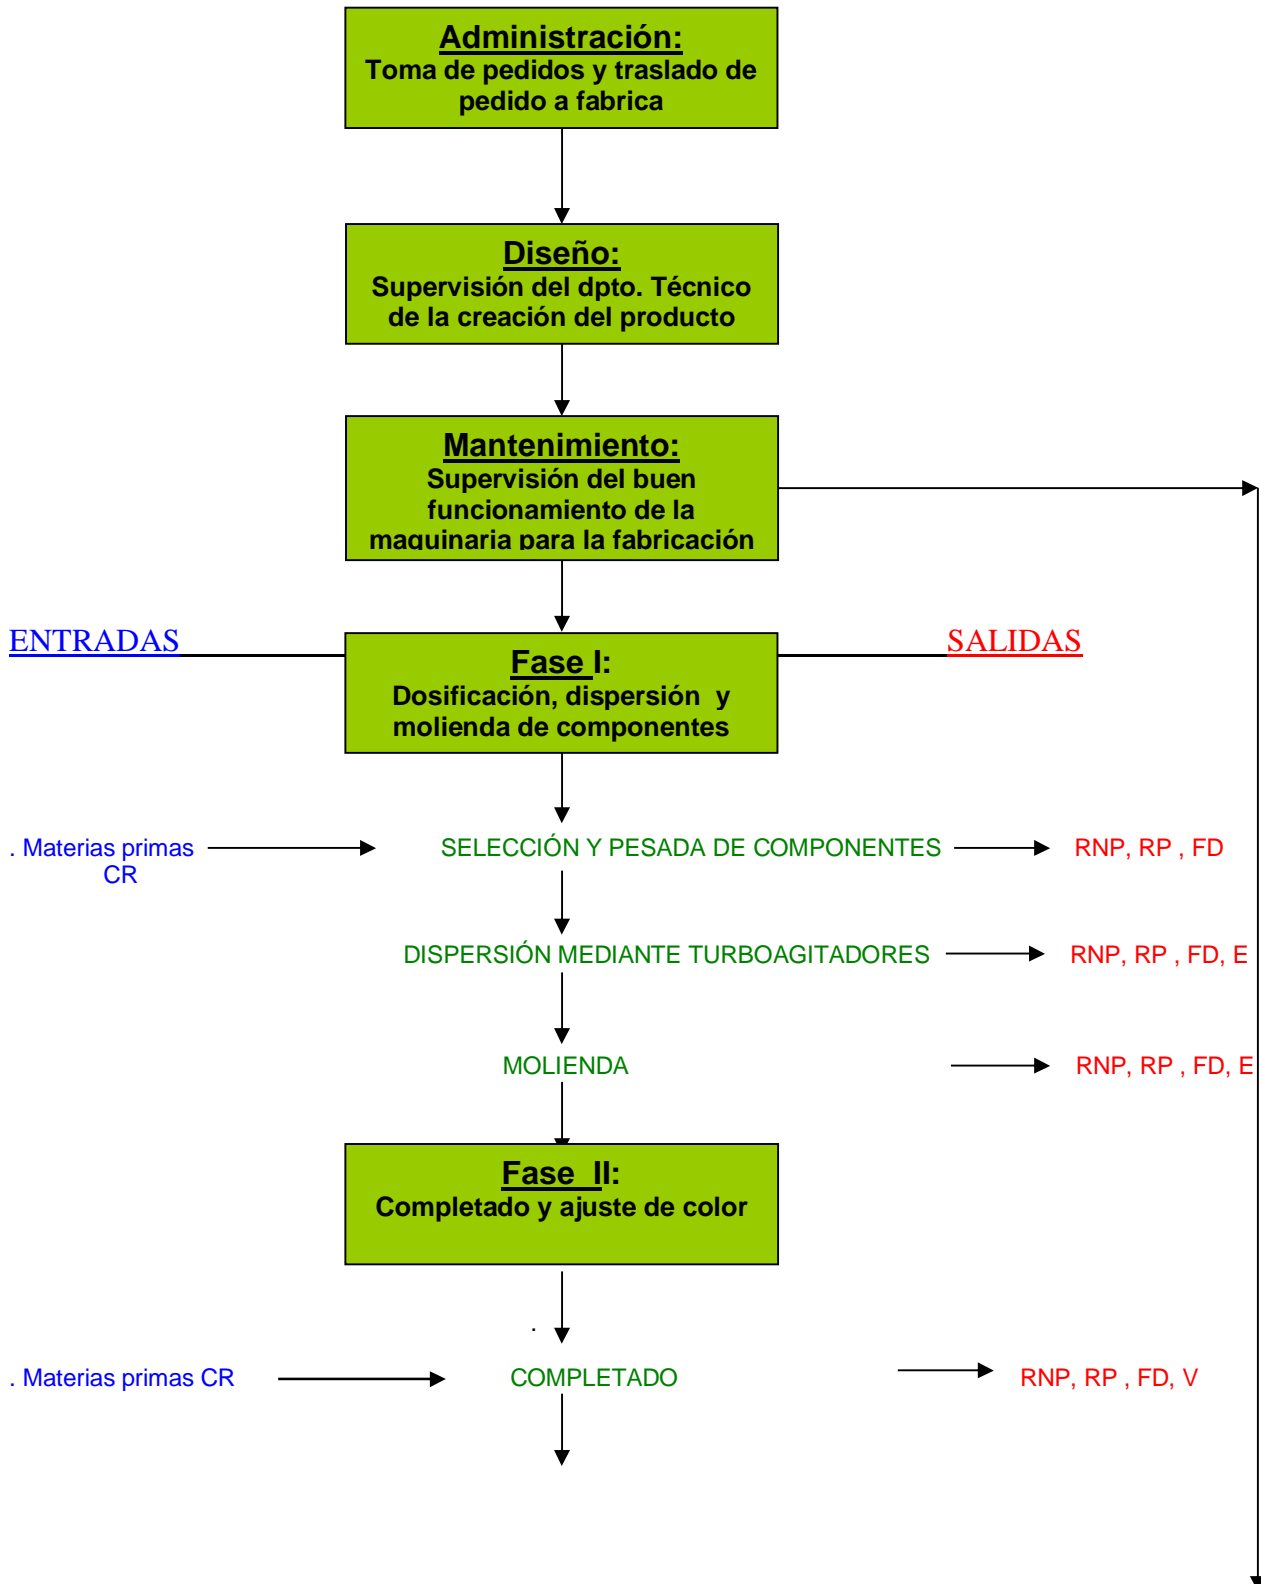 Administración:
Toma de pedidos y traslado de
pedido a fabrica
Diseño:
Supervisión del dpto. Técnico
de la creación del producto
Mantenimiento:
Supervisión del buen
funcionamiento de la
maquinaria para la fabricación
ENTRADAS
SALIDAS
Fase I:
Dosificación, dispersión y
molienda de componentes
. Materias primas
CR
SELECCIÓN Y PESADA DE COMPONENTES
RNP, RP , FD
DISPERSIÓN MEDIANTE TURBOAGITADORES
RNP, RP , FD, E
MOLIENDA
RNP, RP , FD, E
Fase II:
Completado y ajuste de color
.
. Materias primas CR
COMPLETADO
RNP, RP , FD, V